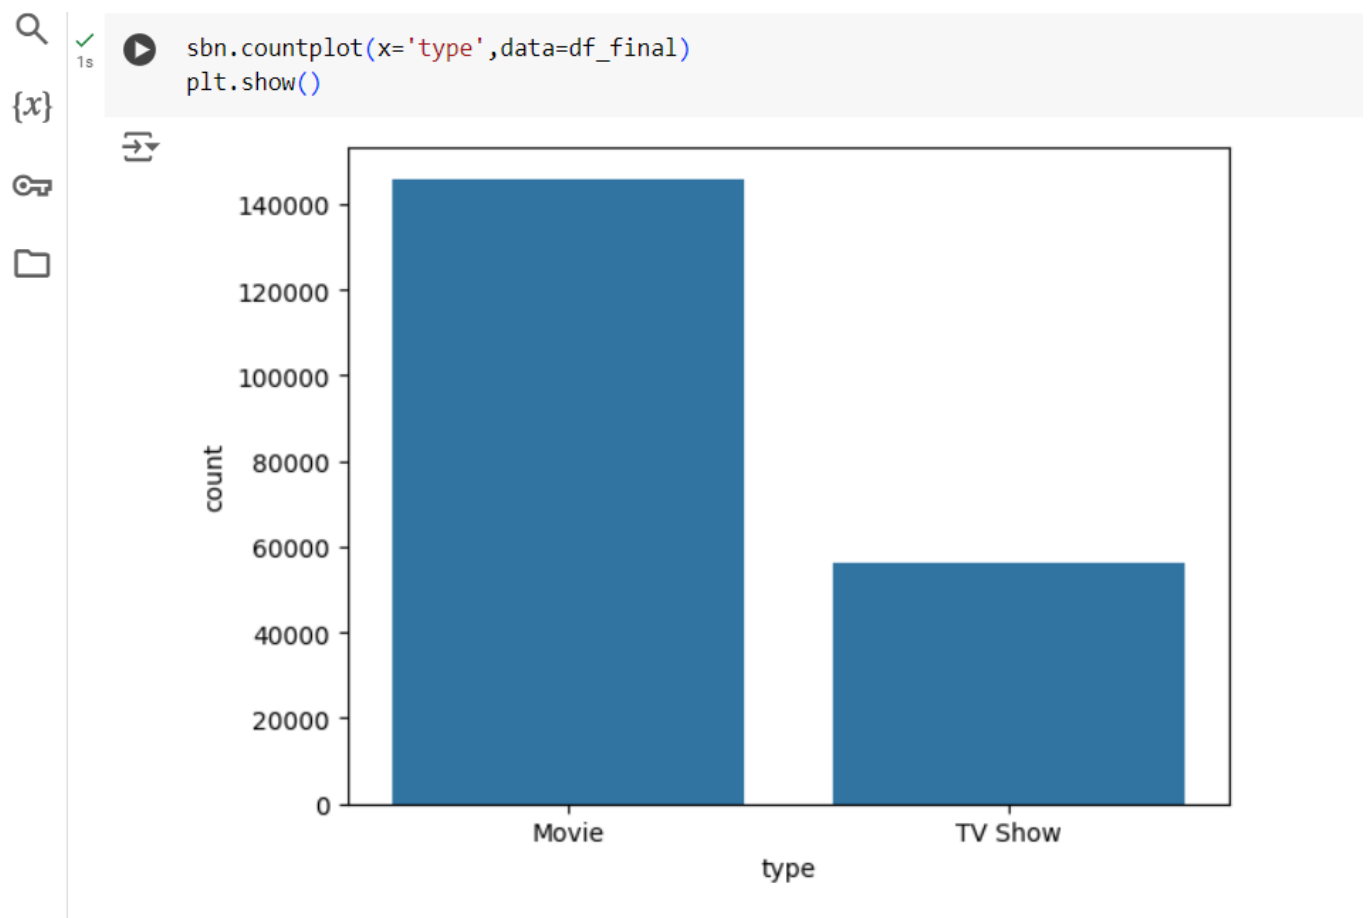 1s
sbn.countplot(x='type',data=df_final)
plt.show()
{x}
140000
120000
100000
80000
60000
40000
20000
0
count
Movie
TV Show
type